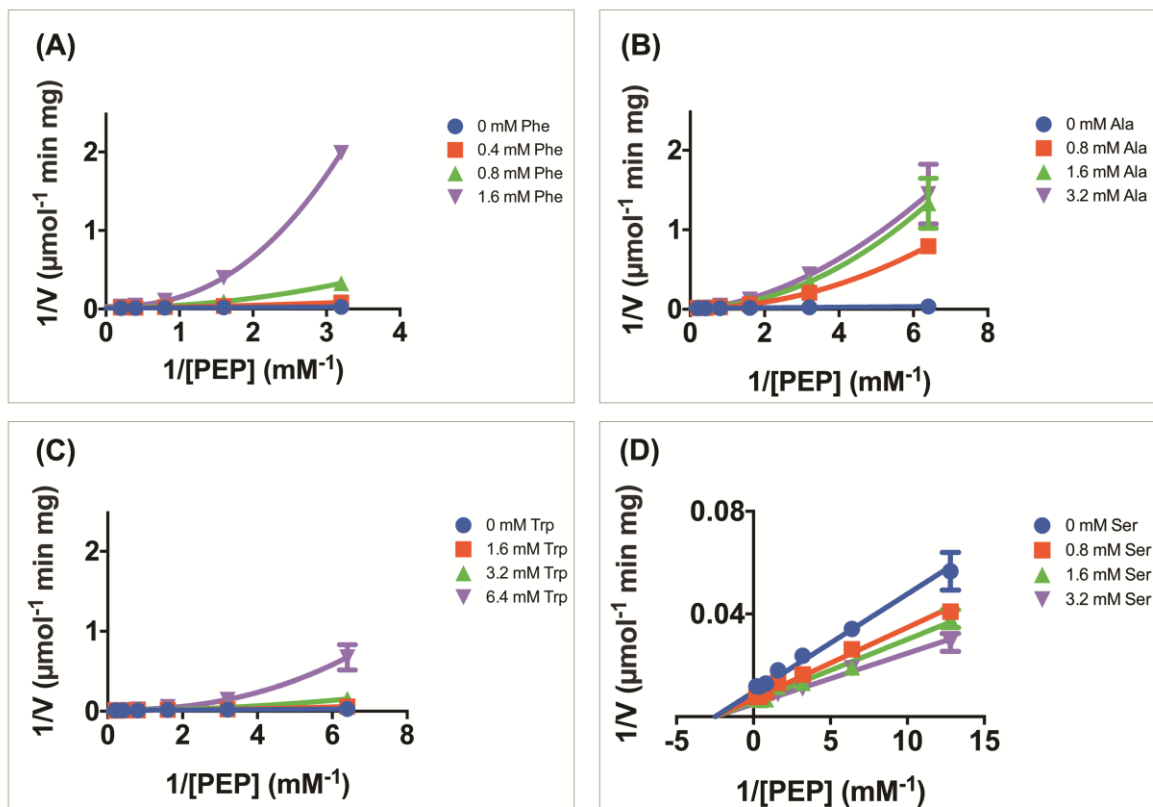 (A)
1/V (µmol⁻¹ min mg)
2
1
0
0 1 2 3 4
1/[PEP] (mM⁻¹)
0 mM Phe
0.4 mM Phe
0.8 mM Phe
1.6 mM Phe
(B)
1/V (µmol⁻¹ min mg)
2
1
0
0 2 4 6 8
1/[PEP] (mM⁻¹)
0 mM Ala
0.8 mM Ala
1.6 mM Ala
3.2 mM Ala
(C)
1/V (µmol⁻¹ min mg)
2
1
0
0 2 4 6 8
1/[PEP] (mM⁻¹)
0 mM Trp
1.6 mM Trp
3.2 mM Trp
6.4 mM Trp
(D)
1/V (µmol⁻¹ min mg)
0.08
0.04
-5 0 5 10 15
1/[PEP] (mM⁻¹)
0 mM Ser
0.8 mM Ser
1.6 mM Ser
3.2 mM Ser